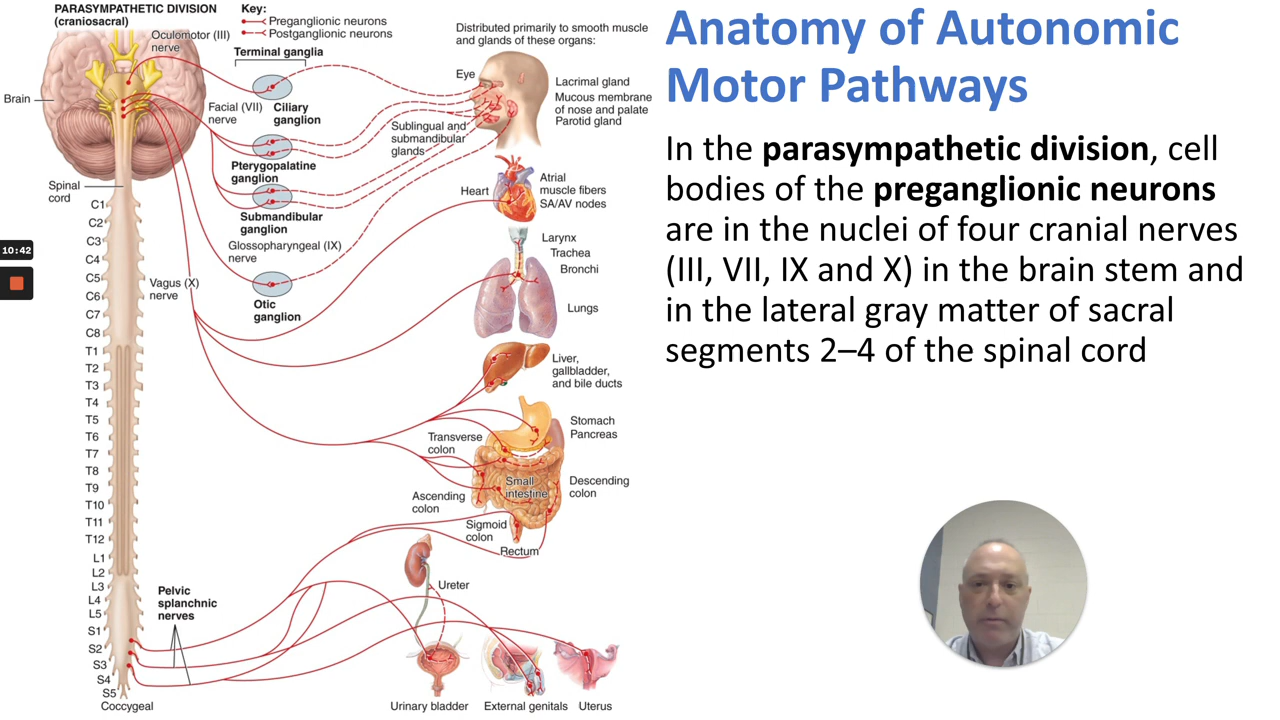 PARASYMPATHETIC DIVISION
(craniosacral)
Key:
Preganglionic neurons
Postganglionic neurons
Distributed primarily to smooth muscle
and glands of these organs:
Oculomotor (III)
nerve
Terminal ganglia
Eye
Lacrimal gland
Mucous membrane
of nose and palate
Parotid gland
Brain
Facial (VII)
nerve
Ciliary
ganglion
Sublingual and
submandibular
glands
Pterygopalatine
ganglion
Spinal
cord
Heart
Atrial
muscle fibers
SA/AV nodes
Submandibular
ganglion
Glossopharyngeal (IX)
nerve
Larynx
Trachea
Bronchi
Lungs
Vagus (X)
nerve
Otic
ganglion
Liver,
gallbladder,
and bile ducts
Stomach
Pancreas
Transverse
colon
Small
intestine
Descending
colon
Ascending
colon
Sigmoid
colon
Rectum
Ureter
Pelvic
splanchnic
nerves
C1
C2
C3
C4
C5
C6
C7
C8
T1
T2
T3
T4
T5
T6
T7
T8
T9
T10
T11
T12
L1
L2
L3
L4
L5
S1
S2
S3
S4
S5
Coccygeal
Urinary bladder
External genitals
Uterus
10:42
Anatomy of Autonomic
Motor Pathways
In the parasympathetic division, cell
bodies of the preganglionic neurons
are in the nuclei of four cranial nerves
(III, VII, IX and X) in the brain stem and
in the lateral gray matter of sacral
segments 2–4 of the spinal cord